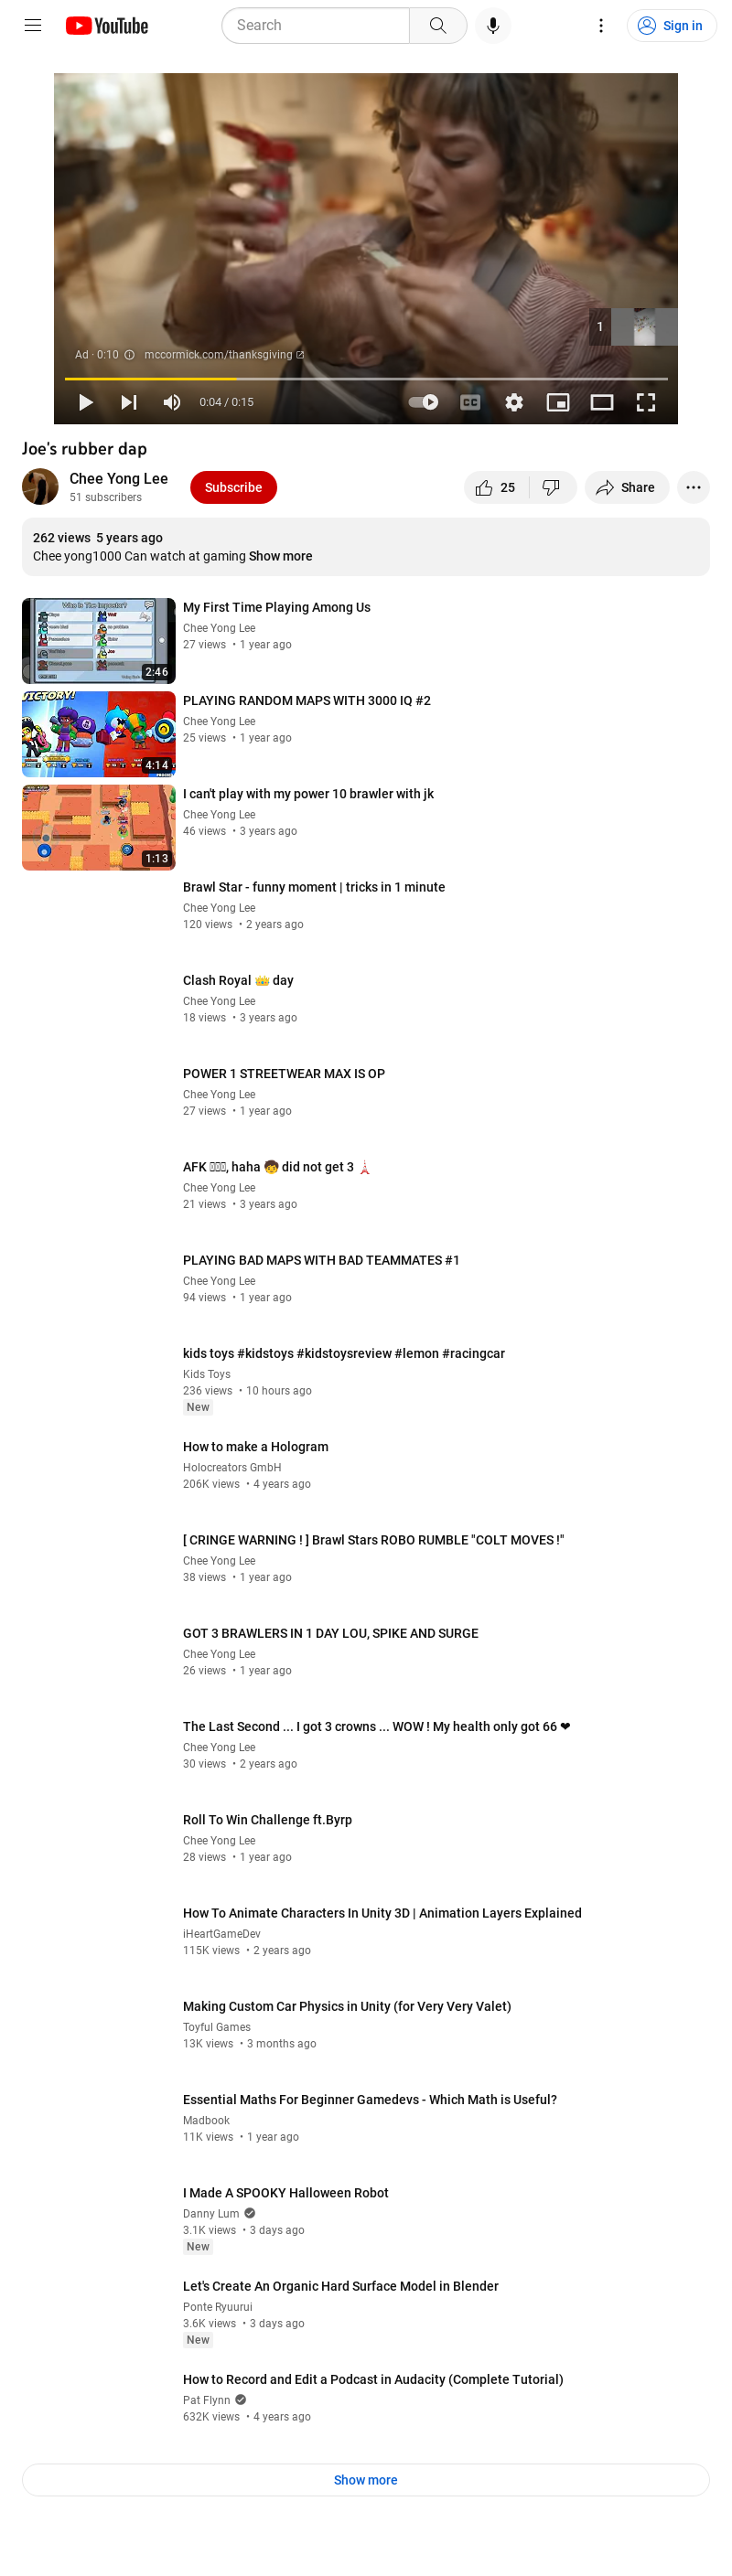 YouTube
Search
Sign in
1
Ad · 0:10 mccormick.com/thanksgiving
0:04 / 0:15
CC
Joe's rubber dap
Chee Yong Lee
51 subscribers
Subscribe
25
Share
262 views 5 years ago
Chee yong1000 Can watch at gaming Show more
Who Is The Impostor?
2:46
My First Time Playing Among Us
Chee Yong Lee
27 views • 1 year ago
VICTORY!
4:14
PLAYING RANDOM MAPS WITH 3000 IQ #2
Chee Yong Lee
25 views • 1 year ago
1:13
I can't play with my power 10 brawler with jk
Chee Yong Lee
46 views • 3 years ago
Brawl Star - funny moment | tricks in 1 minute
Chee Yong Lee
120 views • 2 years ago
Clash Royal 👑 day
Chee Yong Lee
18 views • 3 years ago
POWER 1 STREETWEAR MAX IS OP
Chee Yong Lee
27 views • 1 year ago
AFK , haha 🧒 did not get 3 🗼
Chee Yong Lee
21 views • 3 years ago
PLAYING BAD MAPS WITH BAD TEAMMATES #1
Chee Yong Lee
94 views • 1 year ago
kids toys #kidstoys #kidstoysreview #lemon #racingcar
Kids Toys
236 views • 10 hours ago
New
How to make a Hologram
Holocreators GmbH
206K views • 4 years ago
[ CRINGE WARNING ! ] Brawl Stars ROBO RUMBLE "COLT MOVES !"
Chee Yong Lee
38 views • 1 year ago
GOT 3 BRAWLERS IN 1 DAY LOU, SPIKE AND SURGE
Chee Yong Lee
26 views • 1 year ago
The Last Second ... I got 3 crowns ... WOW ! My health only got 66 ❤
Chee Yong Lee
30 views • 2 years ago
Roll To Win Challenge ft.Byrp
Chee Yong Lee
28 views • 1 year ago
How To Animate Characters In Unity 3D | Animation Layers Explained
iHeartGameDev
115K views • 2 years ago
Making Custom Car Physics in Unity (for Very Very Valet)
Toyful Games
13K views • 3 months ago
Essential Maths For Beginner Gamedevs - Which Math is Useful?
Madbook
11K views • 1 year ago
I Made A SPOOKY Halloween Robot
Danny Lum
3.1K views • 3 days ago
New
Let's Create An Organic Hard Surface Model in Blender
Ponte Ryuurui
3.6K views • 3 days ago
New
How to Record and Edit a Podcast in Audacity (Complete Tutorial)
Pat Flynn
632K views • 4 years ago
Show more